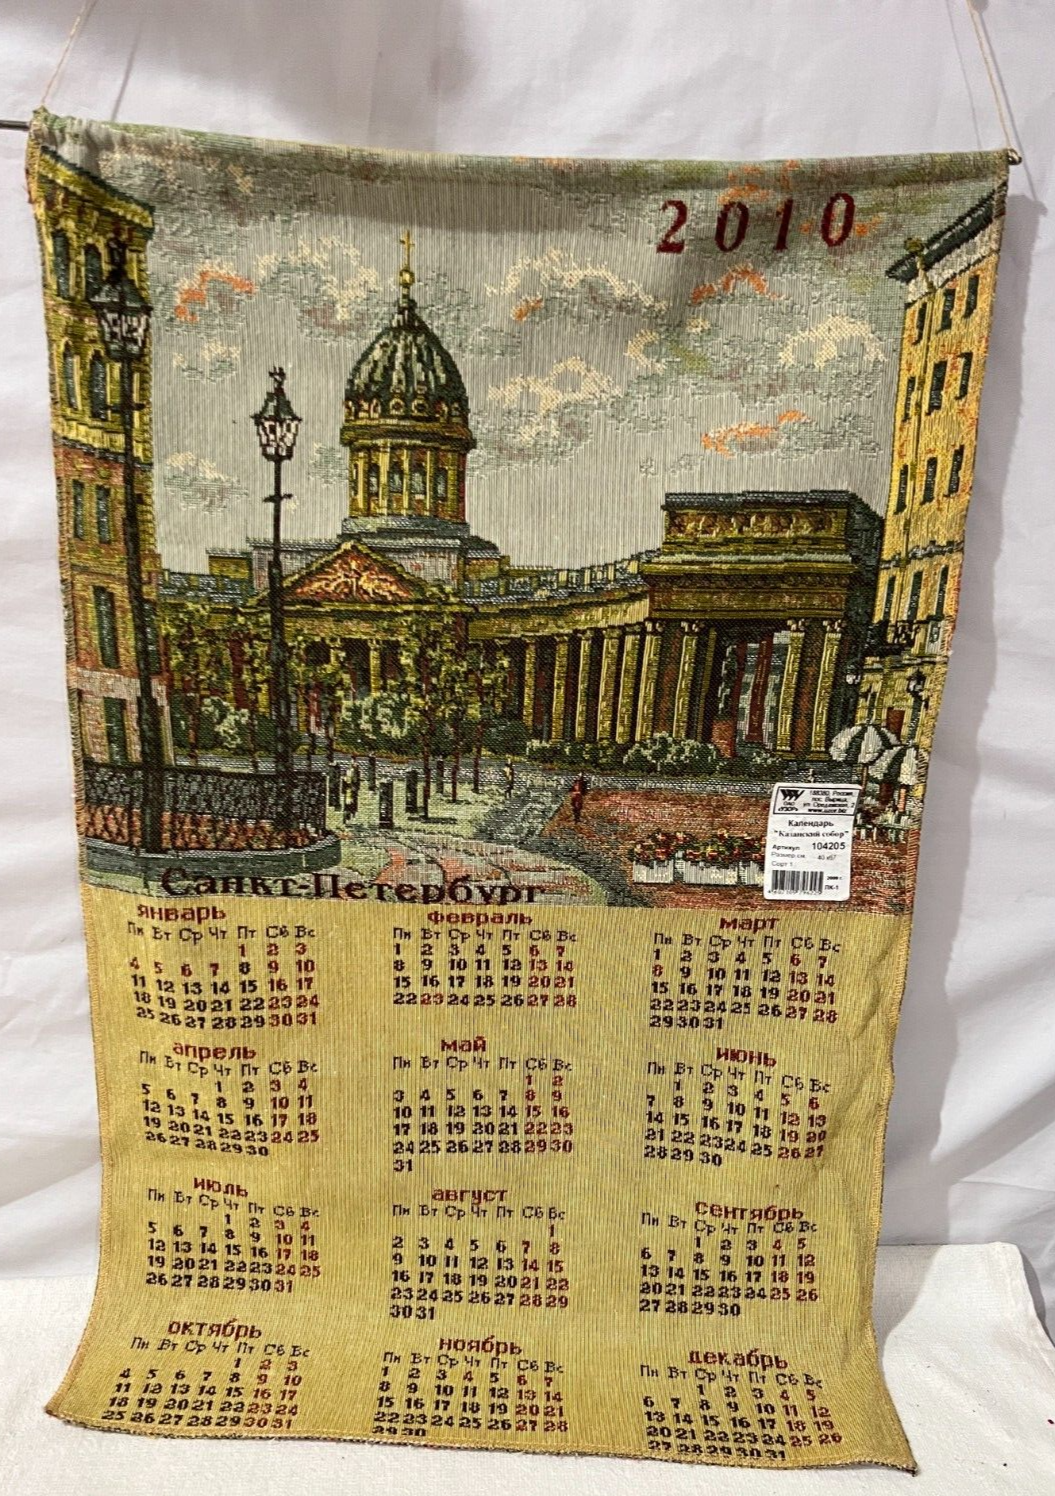 2010
188380, Россия,
пос. Вырица,
Календарь
"Казанский собор"
Артикул 104205
Размер см.
Сорт 1
ПК-1
Санкт-Петербург
январь
Пн Вт Ср Чт Пт Сб Вс
1 2 3
4 5 6 7 8 9 10
11 12 13 14 15 16 17
18 19 20 21 22 23 24
25 26 27 28 29 30 31
февраль
Пн Вт Ср Чт Пт Сб Вс
1 2 3 4 5 6 7
8 9 10 11 12 13 14
15 16 17 18 19 20 21
22 23 24 25 26 27 28
март
Пн Вт Ср Чт Пт Сб Вс
1 2 3 4 5 6 7
8 9 10 11 12 13 14
15 16 17 18 19 20 21
22 23 24 25 26 27 28
29 30 31
апрель
Пн Вт Ср Чт Пт Сб Вс
1 2 3 4
5 6 7 8 9 10 11
12 13 14 15 16 17 18
19 20 21 22 23 24 25
26 27 28 29 30
май
Пн Вт Ср Чт Пт Сб Вс
1 2
3 4 5 6 7 8 9
10 11 12 13 14 15 16
17 18 19 20 21 22 23
24 25 26 27 28 29 30
31
июнь
Пн Вт Ср Чт Пт Сб Вс
1 2 3 4 5 6
7 8 9 10 11 12 13
14 15 16 17 18 19 20
21 22 23 24 25 26 27
28 29 30
июль
Пн Вт Ср Чт Пт Сб Вс
1 2 3 4
5 6 7 8 9 10 11
12 13 14 15 16 17 18
19 20 21 22 23 24 25
26 27 28 29 30 31
август
Пн Вт Ср Чт Пт Сб Вс
1
2 3 4 5 6 7 8
9 10 11 12 13 14 15
16 17 18 19 20 21 22
23 24 25 26 27 28 29
30 31
сентябрь
Пн Вт Ср Чт Пт Сб Вс
1 2 3 4 5
6 7 8 9 10 11 12
13 14 15 16 17 18 19
20 21 22 23 24 25 26
27 28 29 30
октябрь
Пн Вт Ср Чт Пт Сб Вс
1 2 3
4 5 6 7 8 9 10
11 12 13 14 15 16 17
18 19 20 21 22 23 24
25 26 27 28 29 30 31
ноябрь
Пн Вт Ср Чт Пт Сб Вс
1 2 3 4 5 6 7
8 9 10 11 12 13 14
15 16 17 18 19 20 21
22 23 24 25 26 27 28
29 30
декабрь
Пн Вт Ср Чт Пт Сб Вс
1 2 3 4 5
6 7 8 9 10 11 12
13 14 15 16 17 18 19
20 21 22 23 24 25 26
27 28 29 30 31